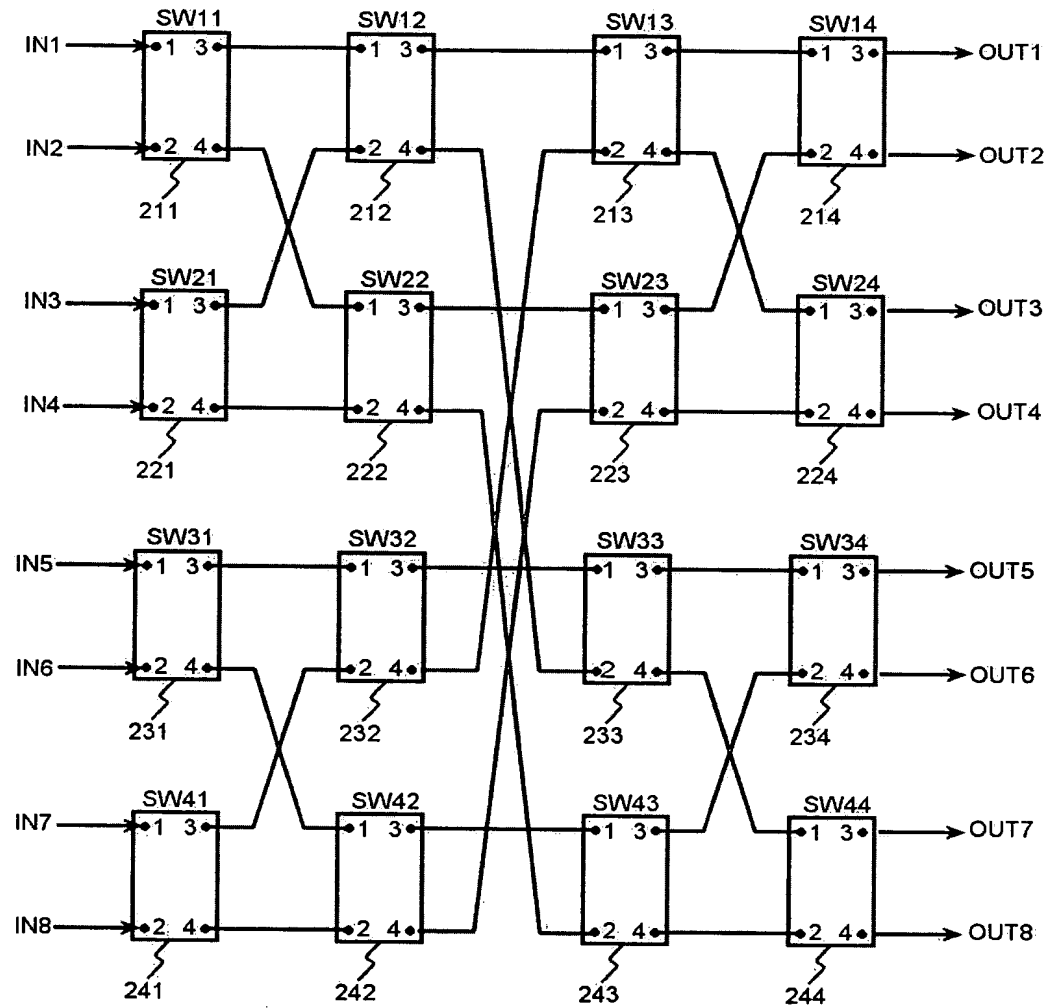 SW11 SW12 SW13 SW14
IN1 1 3 1 3 1 3 1 3 OUT1
IN2 2 4 2 4 2 4 2 4 OUT2
211 212 213 214
SW21 SW22 SW23 SW24
IN3 1 3 1 3 1 3 1 3 OUT3
IN4 2 4 2 4 2 4 2 4 OUT4
221 222 223 224
SW31 SW32 SW33 SW34
IN5 1 3 1 3 1 3 1 3 OUT5
IN6 2 4 2 4 2 4 2 4 OUT6
231 232 233 234
SW41 SW42 SW43 SW44
IN7 1 3 1 3 1 3 1 3 OUT7
IN8 2 4 2 4 2 4 2 4 OUT8
241 242 243 244